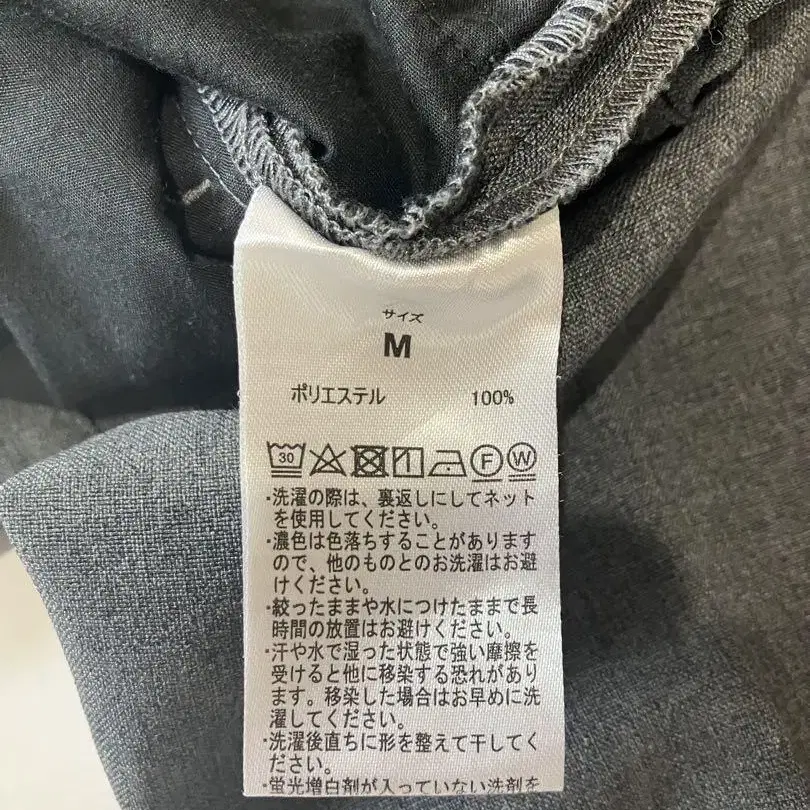 サイズ
M
ポリエステル 100%
30
F W
・洗濯の際は、裏返しにしてネット
を使用してください。
・濃色は色落ちすることがあります
ので、他のものとのお洗濯はお避
けください。
・絞ったままや水につけたままで長
時間の放置はお避けください。
・汗や水で湿った状態で強い摩擦を
受けると他に移染する恐れがあり
ます。移染した場合はお早めに洗
濯してください。
・洗濯後直ちに形を整えて干してく
ださい。
・蛍光増白剤が入っていない洗剤を